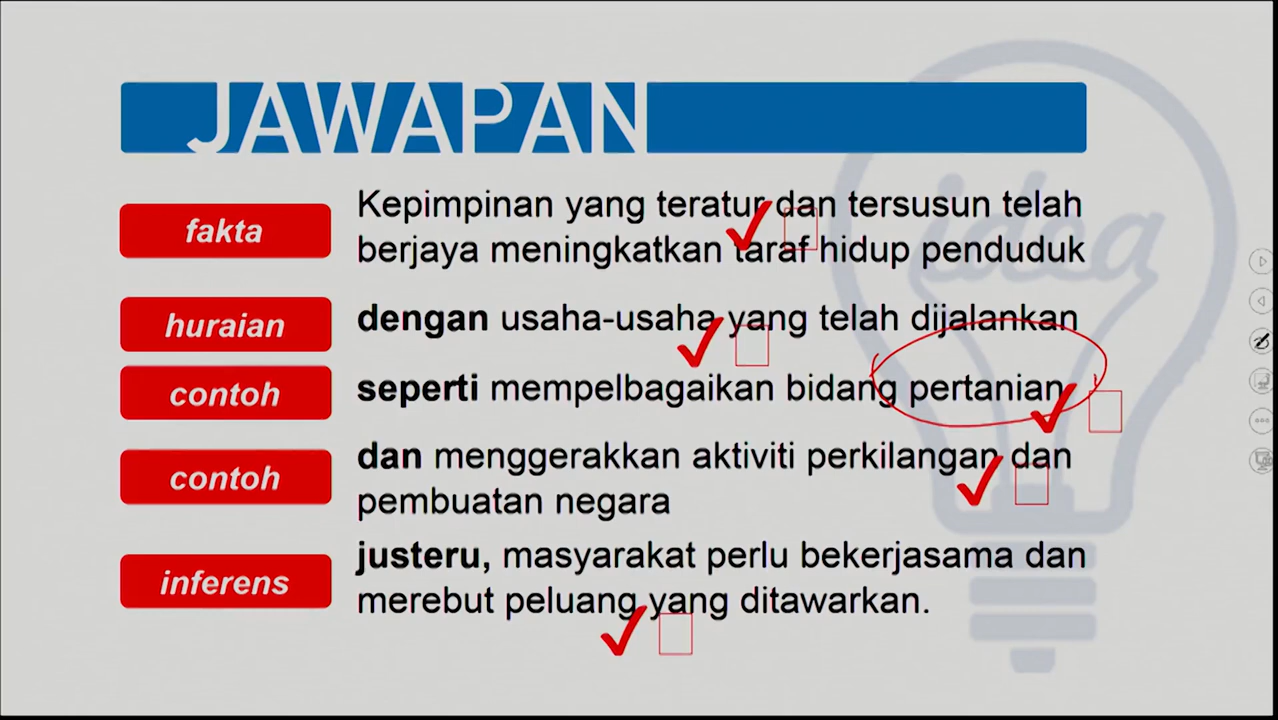 JAWAPAN
fakta
Kepimpinan yang teratur dan tersusun telah
berjaya meningkatkan taraf hidup penduduk
huraian
dengan usaha-usaha yang telah dijalankan
contoh
seperti mempelbagaikan bidang pertanian
contoh
dan menggerakkan aktiviti perkilangan dan
pembuatan negara
inferens
justeru, masyarakat perlu bekerjasama dan
merebut peluang yang ditawarkan.
idea